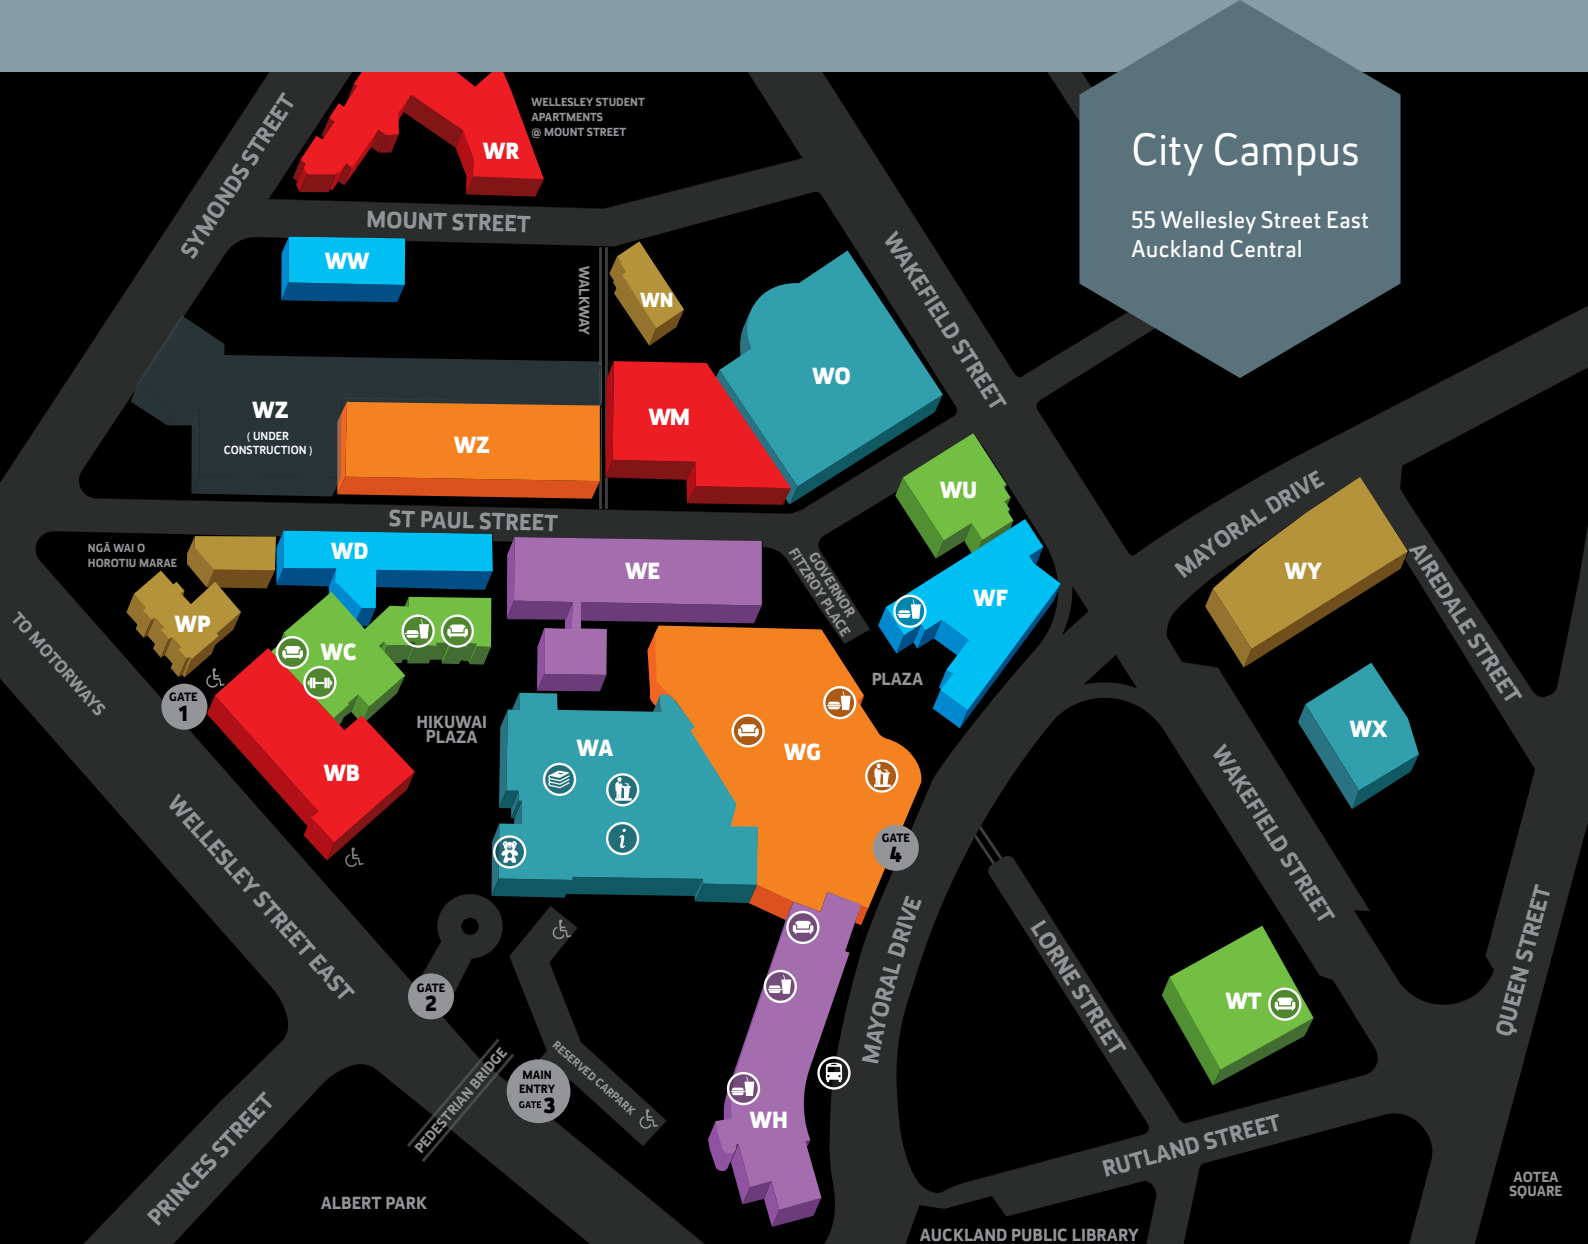 City Campus
55 Wellesley Street East
Auckland Central
WELLESLEY STUDENT
APARTMENTS
@ MOUNT STREET
SYMONDS STREET
WR
MOUNT STREET
WW
WALKWAY
WN
WAKEFIELD STREET
WO
WZ
( UNDER
CONSTRUCTION )
WZ
WM
WU
MAYORAL DRIVE
ST PAUL STREET
NGĀ WAI O
HOROTIU MARAE
WD
WE
GOVERNOR
FITZROY PLACE
WF
WY
AIREDALE STREET
WP
WC
TO MOTORWAYS
GATE
1
HIKUWAI
PLAZA
PLAZA
WX
WB
WA
WG
i
GATE
4
WAKEFIELD STREET
WELLESLEY STREET EAST
MAYORAL DRIVE
LORNE STREET
QUEEN STREET
WT
GATE
2
PEDESTRIAN BRIDGE
MAIN
ENTRY
GATE 3
RESERVED CARPARK
WH
PRINCES STREET
RUTLAND STREET
ALBERT PARK
AOTEA
SQUARE
AUCKLAND PUBLIC LIBRARY